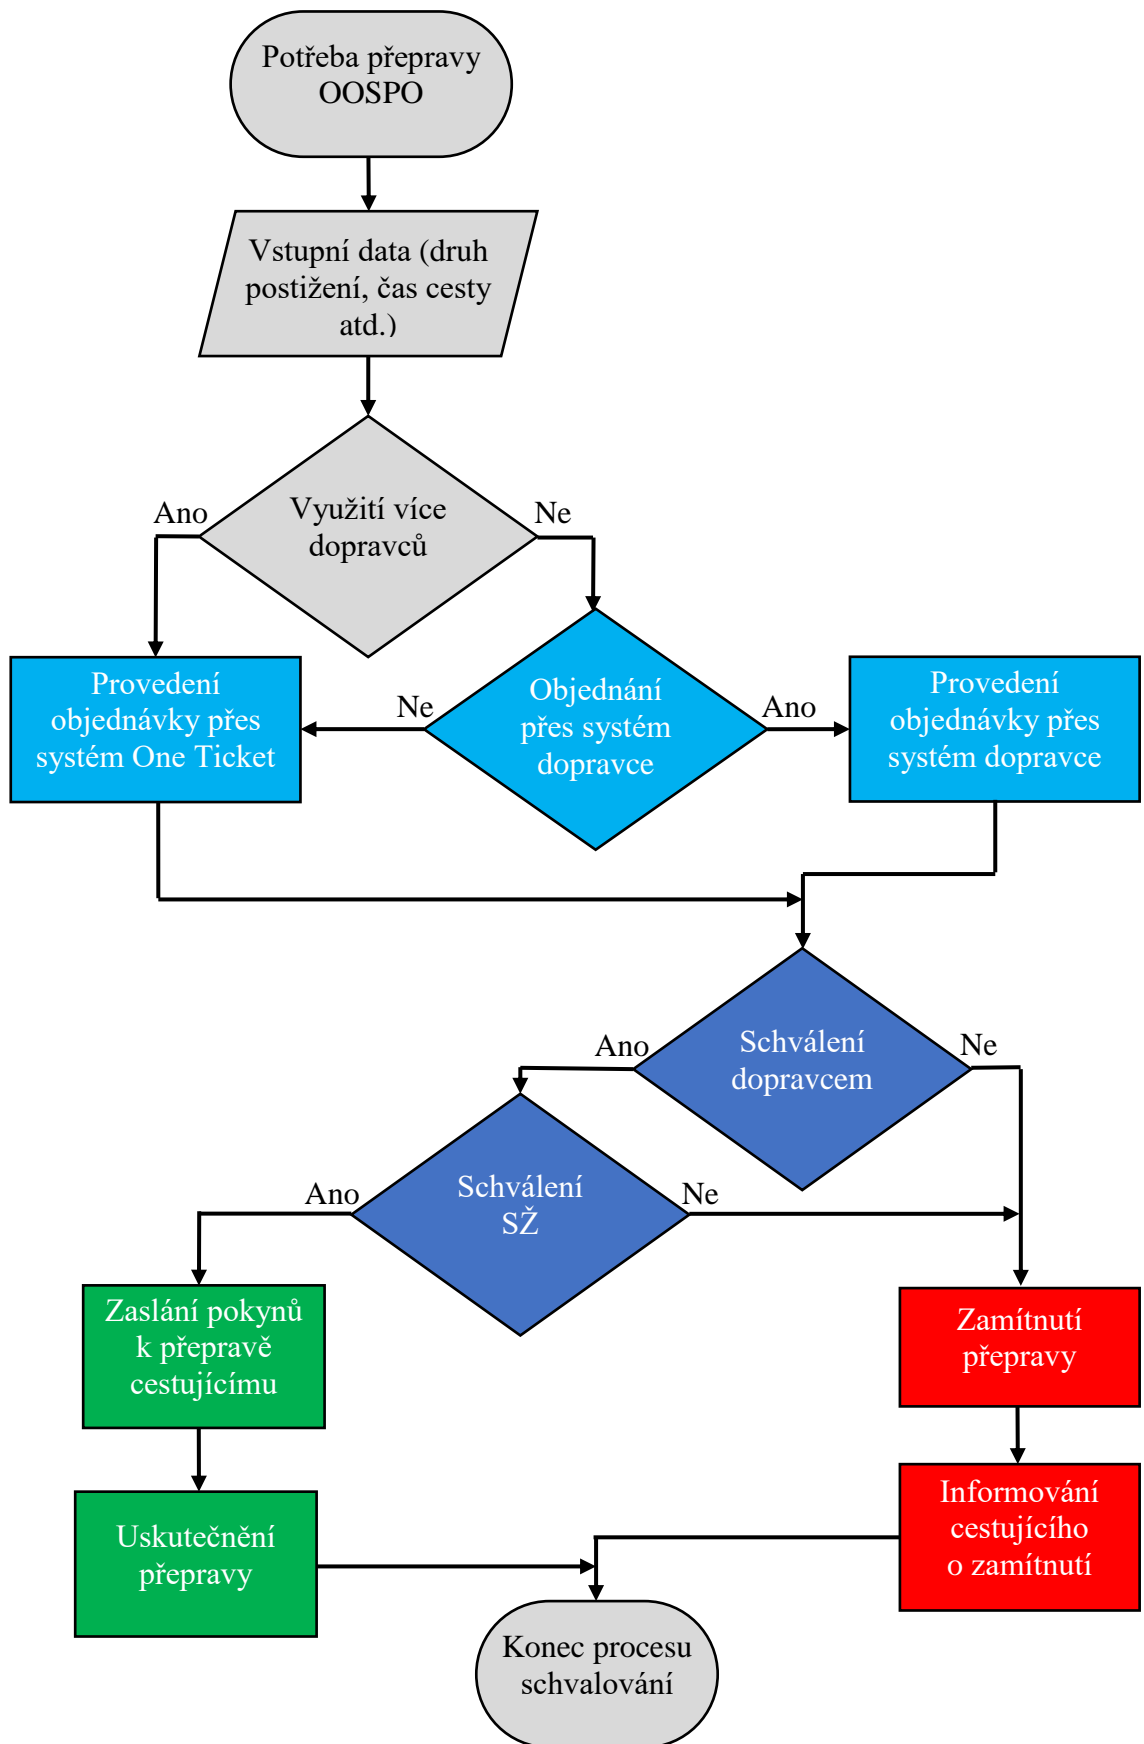 Potřeba přepravy
OOSPO
Vstupní data (druh
postižení, čas cesty
atd.)
Ano
Využití více
dopravců
Ne
Provedení
objednávky přes
systém One Ticket
Ne
Objednání
přes systém
dopravce
Ano
Provedení
objednávky přes
systém dopravce
Ano
Schválení
dopravcem
Ne
Ano
Schválení
SŽ
Ne
Zaslání pokynů
k přepravě
cestujícímu
Zamítnutí
přepravy
Uskutečnění
přepravy
Informování
cestujícího
o zamítnutí
Konec procesu
schvalování